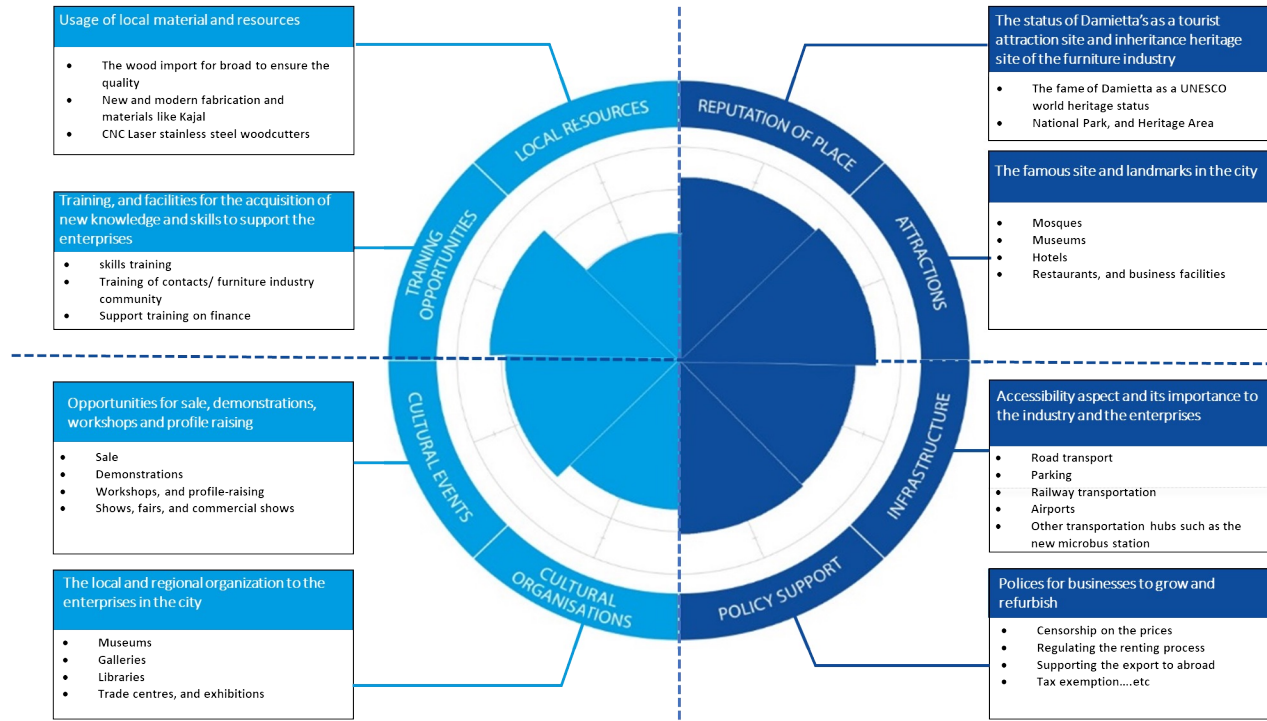 Usage of local material and resources
• The wood import for broad to ensure the
quality
• New and modern fabrication and
materials like Kajal
• CNC Laser stainless steel woodcutters
Training, and facilities for the acquisition of
new knowledge and skills to support the
enterprises
• skills training
• Training of contacts/ furniture industry
community
• Support training on finance
Opportunities for sale, demonstrations,
workshops and profile raising
• Sale
• Demonstrations
• Workshops, and profile-raising
• Shows, fairs, and commercial shows
The local and regional organization to the
enterprises in the city
• Museums
• Galleries
• Libraries
• Trade centres, and exhibitions
LOCAL RESOURCES
TRAINING
OPPORTUNITIES
CULTURAL EVENTS
CULTURAL
ORGANISATIONS
REPUTATION OF PLACE
ATTRACTIONS
INFRASTRUCTURE
POLICY SUPPORT
The status of Damietta's as a tourist
attraction site and inheritance heritage
site of the furniture industry
• The fame of Damietta as a UNESCO
world heritage status
• National Park, and Heritage Area
The famous site and landmarks in the city
• Mosques
• Museums
• Hotels
• Restaurants, and business facilities
Accessibility aspect and its importance to
the industry and the enterprises
• Road transport
• Parking
• Railway transportation
• Airports
• Other transportation hubs such as the
new microbus station
Polices for businesses to grow and
refurbish
• Censorship on the prices
• Regulating the renting process
• Supporting the export to abroad
• Tax exemption....etc